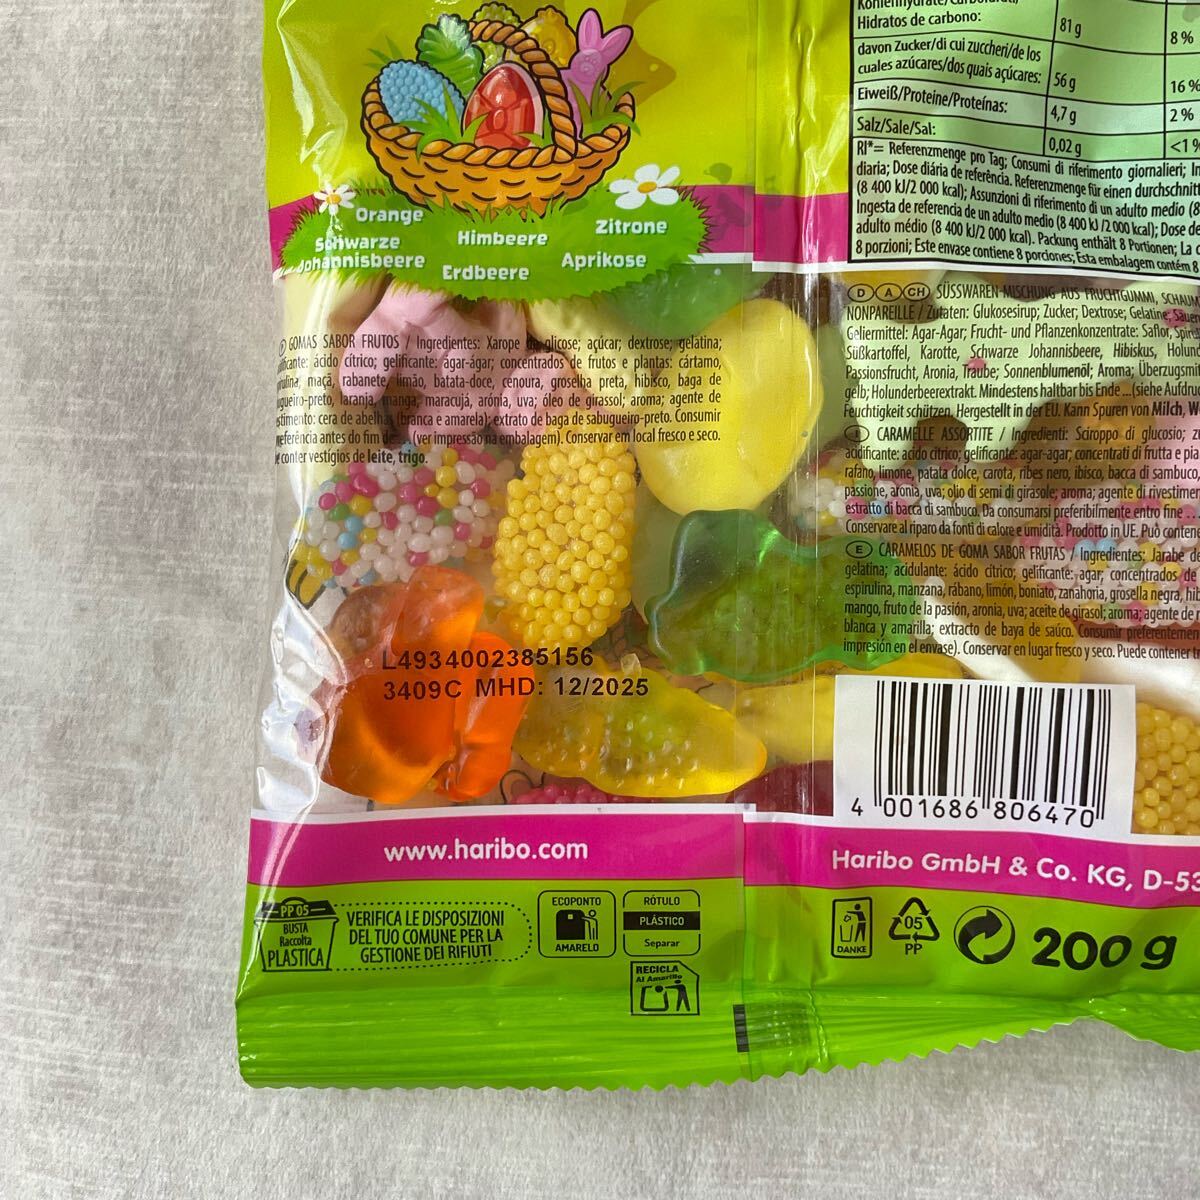 Orange
Schwarze
Johannisbeere
Himbeere
Erdbeere
Zitrone
Aprikose
Hidratos de carbono:
81 g
8 %
davon Zucker/di cui zuccheri/de los
cuales azúcares/dos quais açúcares:
56 g
16 %
Eiweiß/Proteine/Proteínas:
4,7 g
2 %
Salz/Sale/Sal:
0,02 g
<1 %
RI*= Referenzmenge pro Tag; Consumi di riferimento giornalieri;
diaria; Dose diária de referência. Referenzmenge für einen
(8 400 kJ/2 000 kcal); Assunzioni di riferimento di un adulto medio (8
Ingesta de referencia de un adulto medio (8 400 kJ /2 000 kcal); Dose de
adulto médio (8 400 kJ/2 000 kcal). Packung enthält 8 Portionen; La
8 porzioni; Este envase contiene 8 porciones; Esta embalagem contém 8
GOMAS SABOR FRUTOS / Ingredientes: Xarope de glicose; açúcar; dextrose; gelatina;
ácido cítrico; gelificante: ágar-ágar; concentrados de frutos e plantas: cártamo,
maçã, rabanete, limão, batata-doce, cenoura, groselha preta, hibisco, baga de
laranja, manga, maracujá, arónia, uva; óleo de girassol; aroma; agente de
cera de abelha (branca e amarela); extrato de baga de sabugueiro-preto. Consumir
antes do fim de ... (ver impressão na embalagem). Conservar em local fresco e seco.
conter vestígios de leite, trigo.
D A CH SÜSSWAREN-MISCHUNG AUS FRUCHTGUMMI,
NONPAREILLE / Zutaten: Glukosesirup; Zucker; Dextrose; Gelatine;
Geliermittel: Agar-Agar; Frucht- und Pflanzenkonzentrate: Saflor,
Süßkartoffel, Karotte, Schwarze Johannisbeere, Hibiskus,
Passionsfrucht, Aronia, Traube; Sonnenblumenöl; Aroma;
gelb; Holunderbeerextrakt. Mindestens haltbar bis Ende ... (siehe
Feuchtigkeit schützen. Hergestellt in der EU. Kann Spuren von Milch,
CARAMELLE ASSORTITE / Ingredienti: Sciroppo di glucosio;
acidificante: acido citrico; gelificante: agar-agar; concentrati di frutta e
rafano, limone, patata dolce, carota, ribes nero, ibisco, bacca di sambuco,
passione, aronia, uva; olio di semi di girasole; aroma; agente di
estratto di bacca di sambuco. Da consumarsi preferibilmente entro fine ...
Conservare al riparo da fonti di calore e umidità. Prodotto in UE. Può
E CARAMELOS DE GOMA SABOR FRUTAS / Ingredientes: Jarabe de
gelatina; acidulante: ácido cítrico; gelificante: agar; concentrados de
espirulina, manzana, rábano, limón, boniato, zanahoria, grosella negra,
mango, fruto de la pasión, aronia, uva; aceite de girasol; aroma; agente de
blanca y amarilla; extracto de baya de saúco. Consumir preferentemente
impresión en el envase). Conservar en lugar fresco y seco. Puede contener
L4934002385156
3409C MHD: 12/2025
4 001686 806470
www.haribo.com
Haribo GmbH & Co. KG, D-53
PP 05
BUSTA
Raccolta
PLASTICA
VERIFICA LE DISPOSIZIONI
DEL TUO COMUNE PER LA
GESTIONE DEI RIFIUTI
ECOPONTO
AMARELO
RÓTULO
PLÁSTICO
Separar
RECICLA
Al Amarillo
DANKE
05
PP
200 g